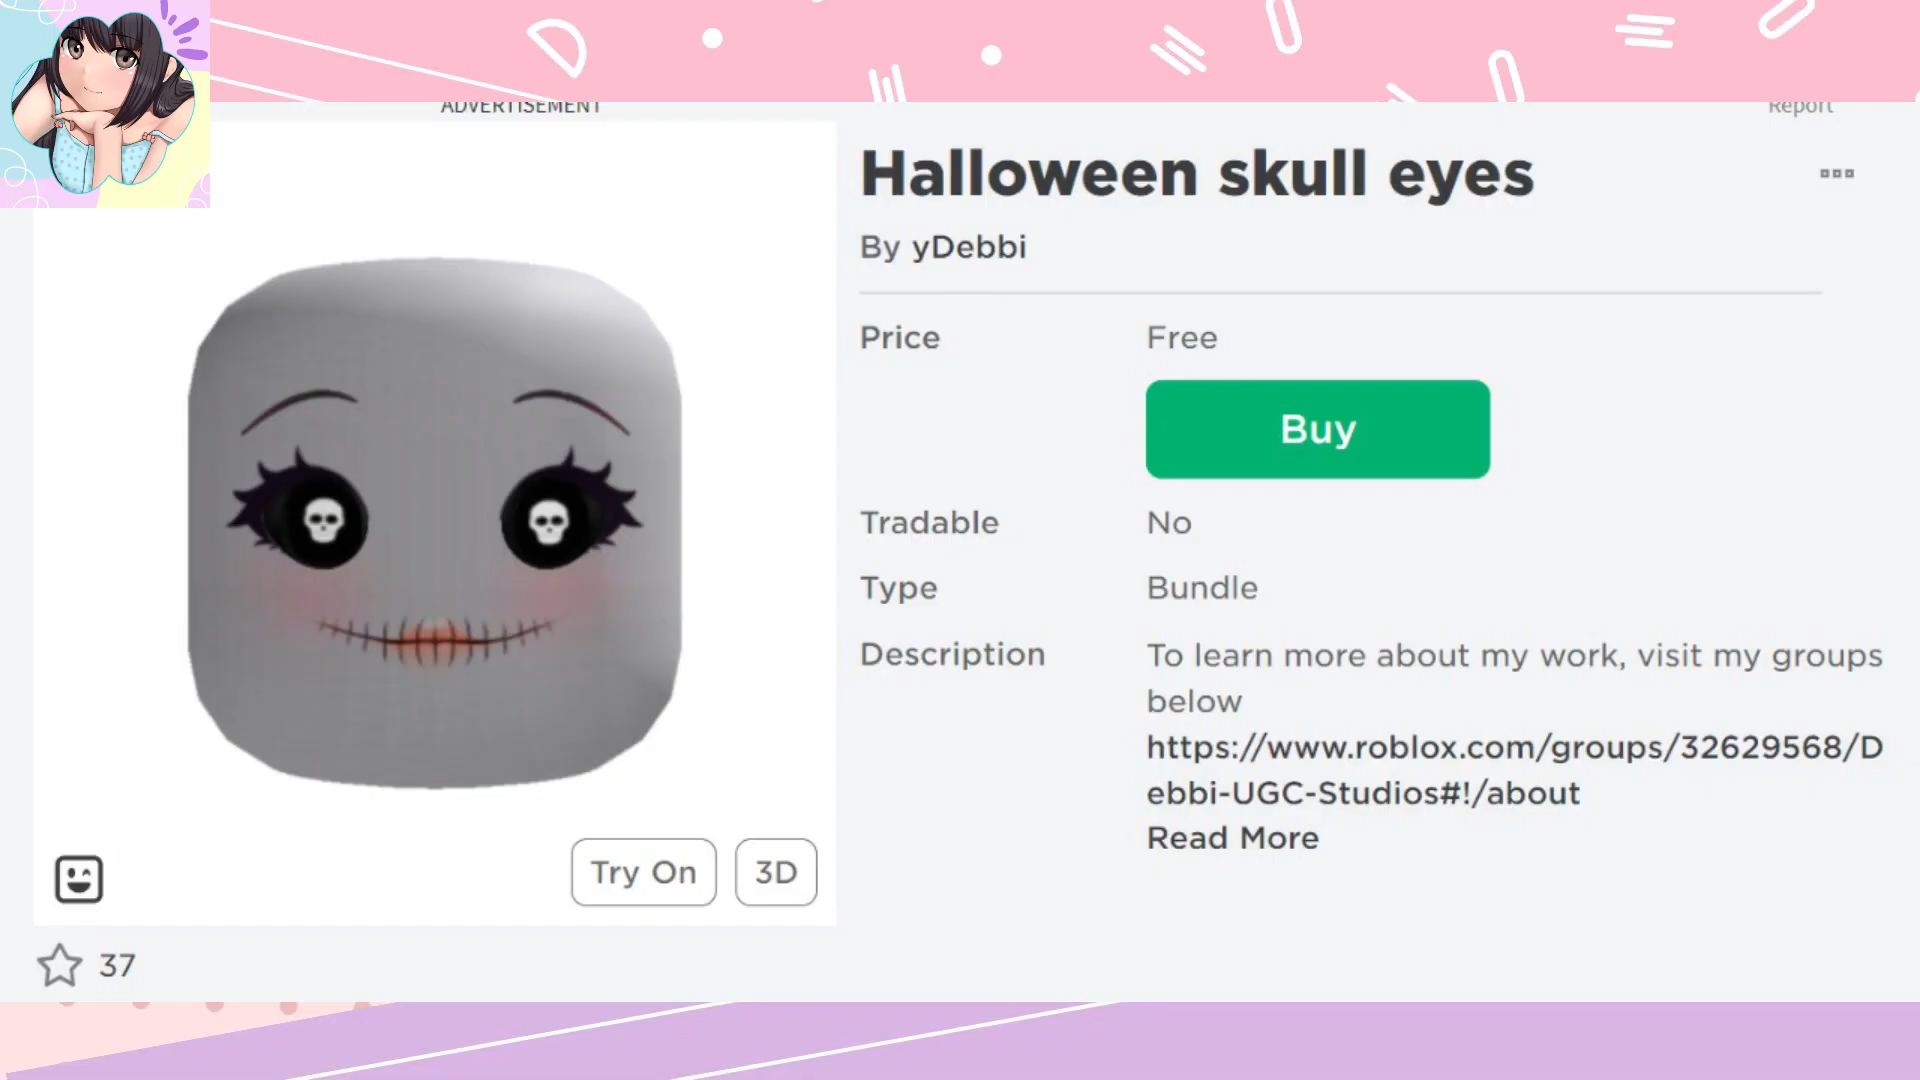 ADVERTISEMENT
Report
Halloween skull eyes
By yDebbi
Price Free
Buy
Tradable No
Type Bundle
Description To learn more about my work, visit my groups
below
https://www.roblox.com/groups/32629568/D
ebbi-UGC-Studios#!/about
Read More
Try On 3D
37